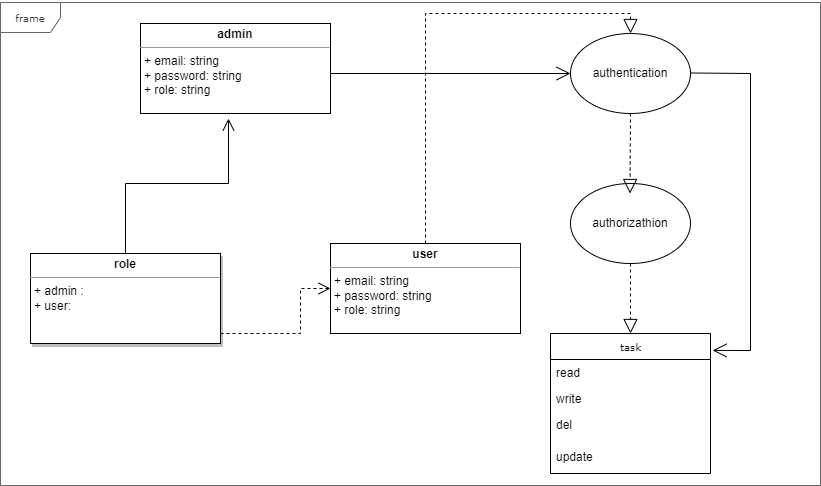 frame
admin
+ email: string
+ password: string
+ role: string
authentication
authorizathion
role
+ admin :
+ user:
user
+ email: string
+ password: string
+ role: string
task
read
write
del
update